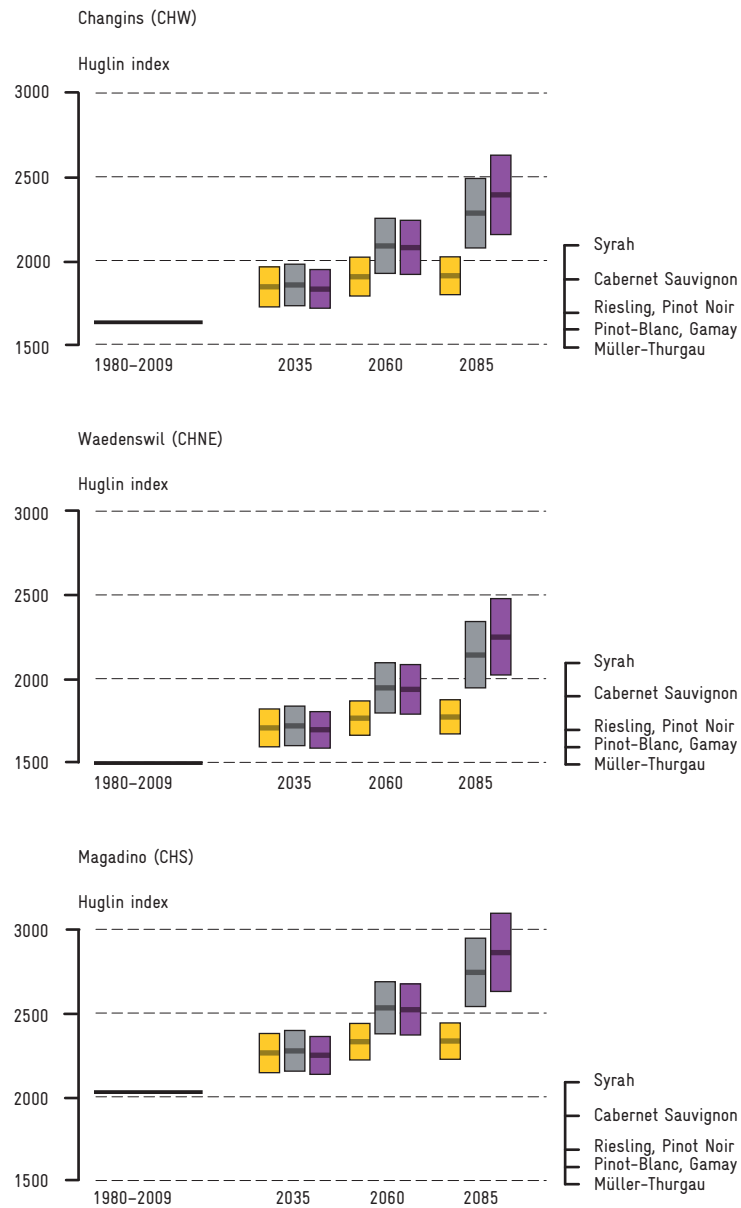 Changins (CHW)
Huglin index
3000
2500
2000
1500
Syrah
Cabernet Sauvignon
Riesling, Pinot Noir
Pinot-Blanc, Gamay
Müller-Thurgau
1980–2009 2035 2060 2085
Waedenswil (CHNE)
Huglin index
3000
2500
2000
1500
Syrah
Cabernet Sauvignon
Riesling, Pinot Noir
Pinot-Blanc, Gamay
Müller-Thurgau
1980–2009 2035 2060 2085
Magadino (CHS)
Huglin index
3000
2500
2000
1500
Syrah
Cabernet Sauvignon
Riesling, Pinot Noir
Pinot-Blanc, Gamay
Müller-Thurgau
1980–2009 2035 2060 2085